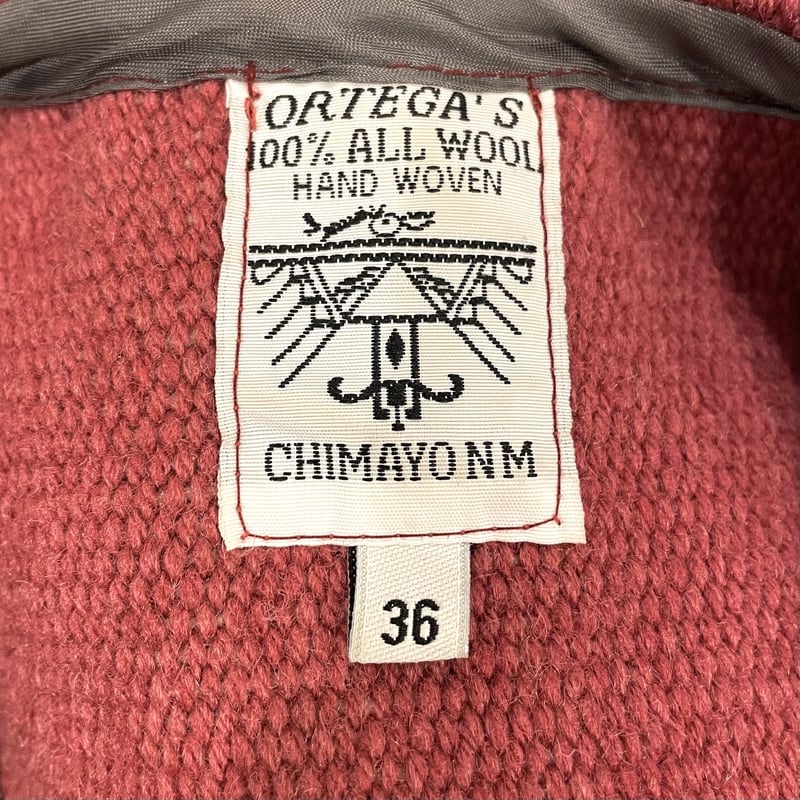 ORTEGA'S
100% ALL WOOL
HAND WOVEN
CHIMAYO NM
36